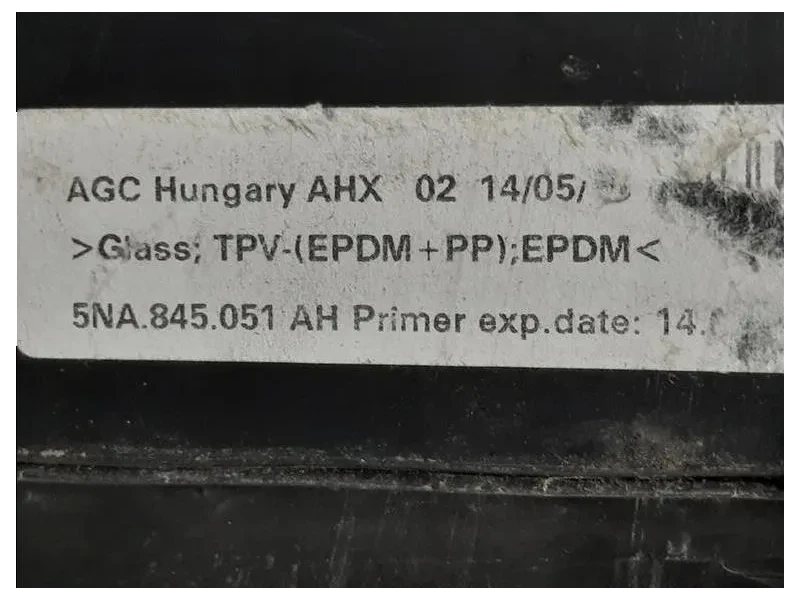 AGC Hungary AHX 02 14/05/
>Glass; TPV-(EPDM+PP);EPDM<
5NA.845.051 AH Primer exp.date: 14.